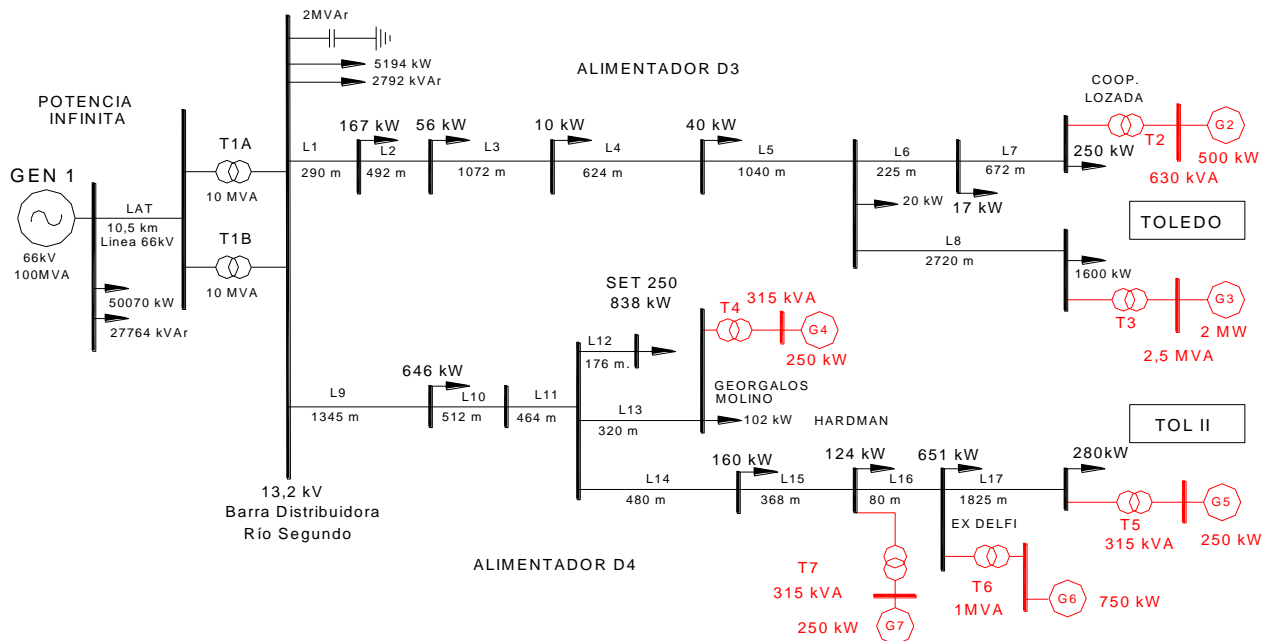 2MVAr
5194 kW
2792 kVAr
ALIMENTADOR D3
POTENCIA
INFINITA
GEN 1
66kV
100MVA
LAT
10,5 km
Linea 66kV
50070 kW
27764 kVAr
T1A
10 MVA
T1B
10 MVA
L1
290 m
167 kW
L2
492 m
56 kW
L3
1072 m
10 kW
L4
624 m
40 kW
L5
1040 m
L6
225 m
20 kW
17 kW
L7
672 m
COOP.
LOZADA
250 kW
T2
G2
500 kW
630 kVA
TOLEDO
L8
2720 m
1600 kW
T3
G3
2 MW
2,5 MVA
SET 250
838 kW
L12
176 m.
T4
315 kVA
G4
250 kW
GEORGALOS
MOLINO
102 kW
L9
1345 m
646 kW
L10
512 m
L11
464 m
L13
320 m
HARDMAN
TOL II
L14
480 m
160 kW
L15
368 m
124 kW
L16
80 m
651 kW
L17
1825 m
280kW
EX DELFI
T5
315 kVA
G5
250 kW
T6
1MVA
G6
750 kW
T7
315 kVA
250 kW
G7
13,2 kV
Barra Distribuidora
Río Segundo
ALIMENTADOR D4